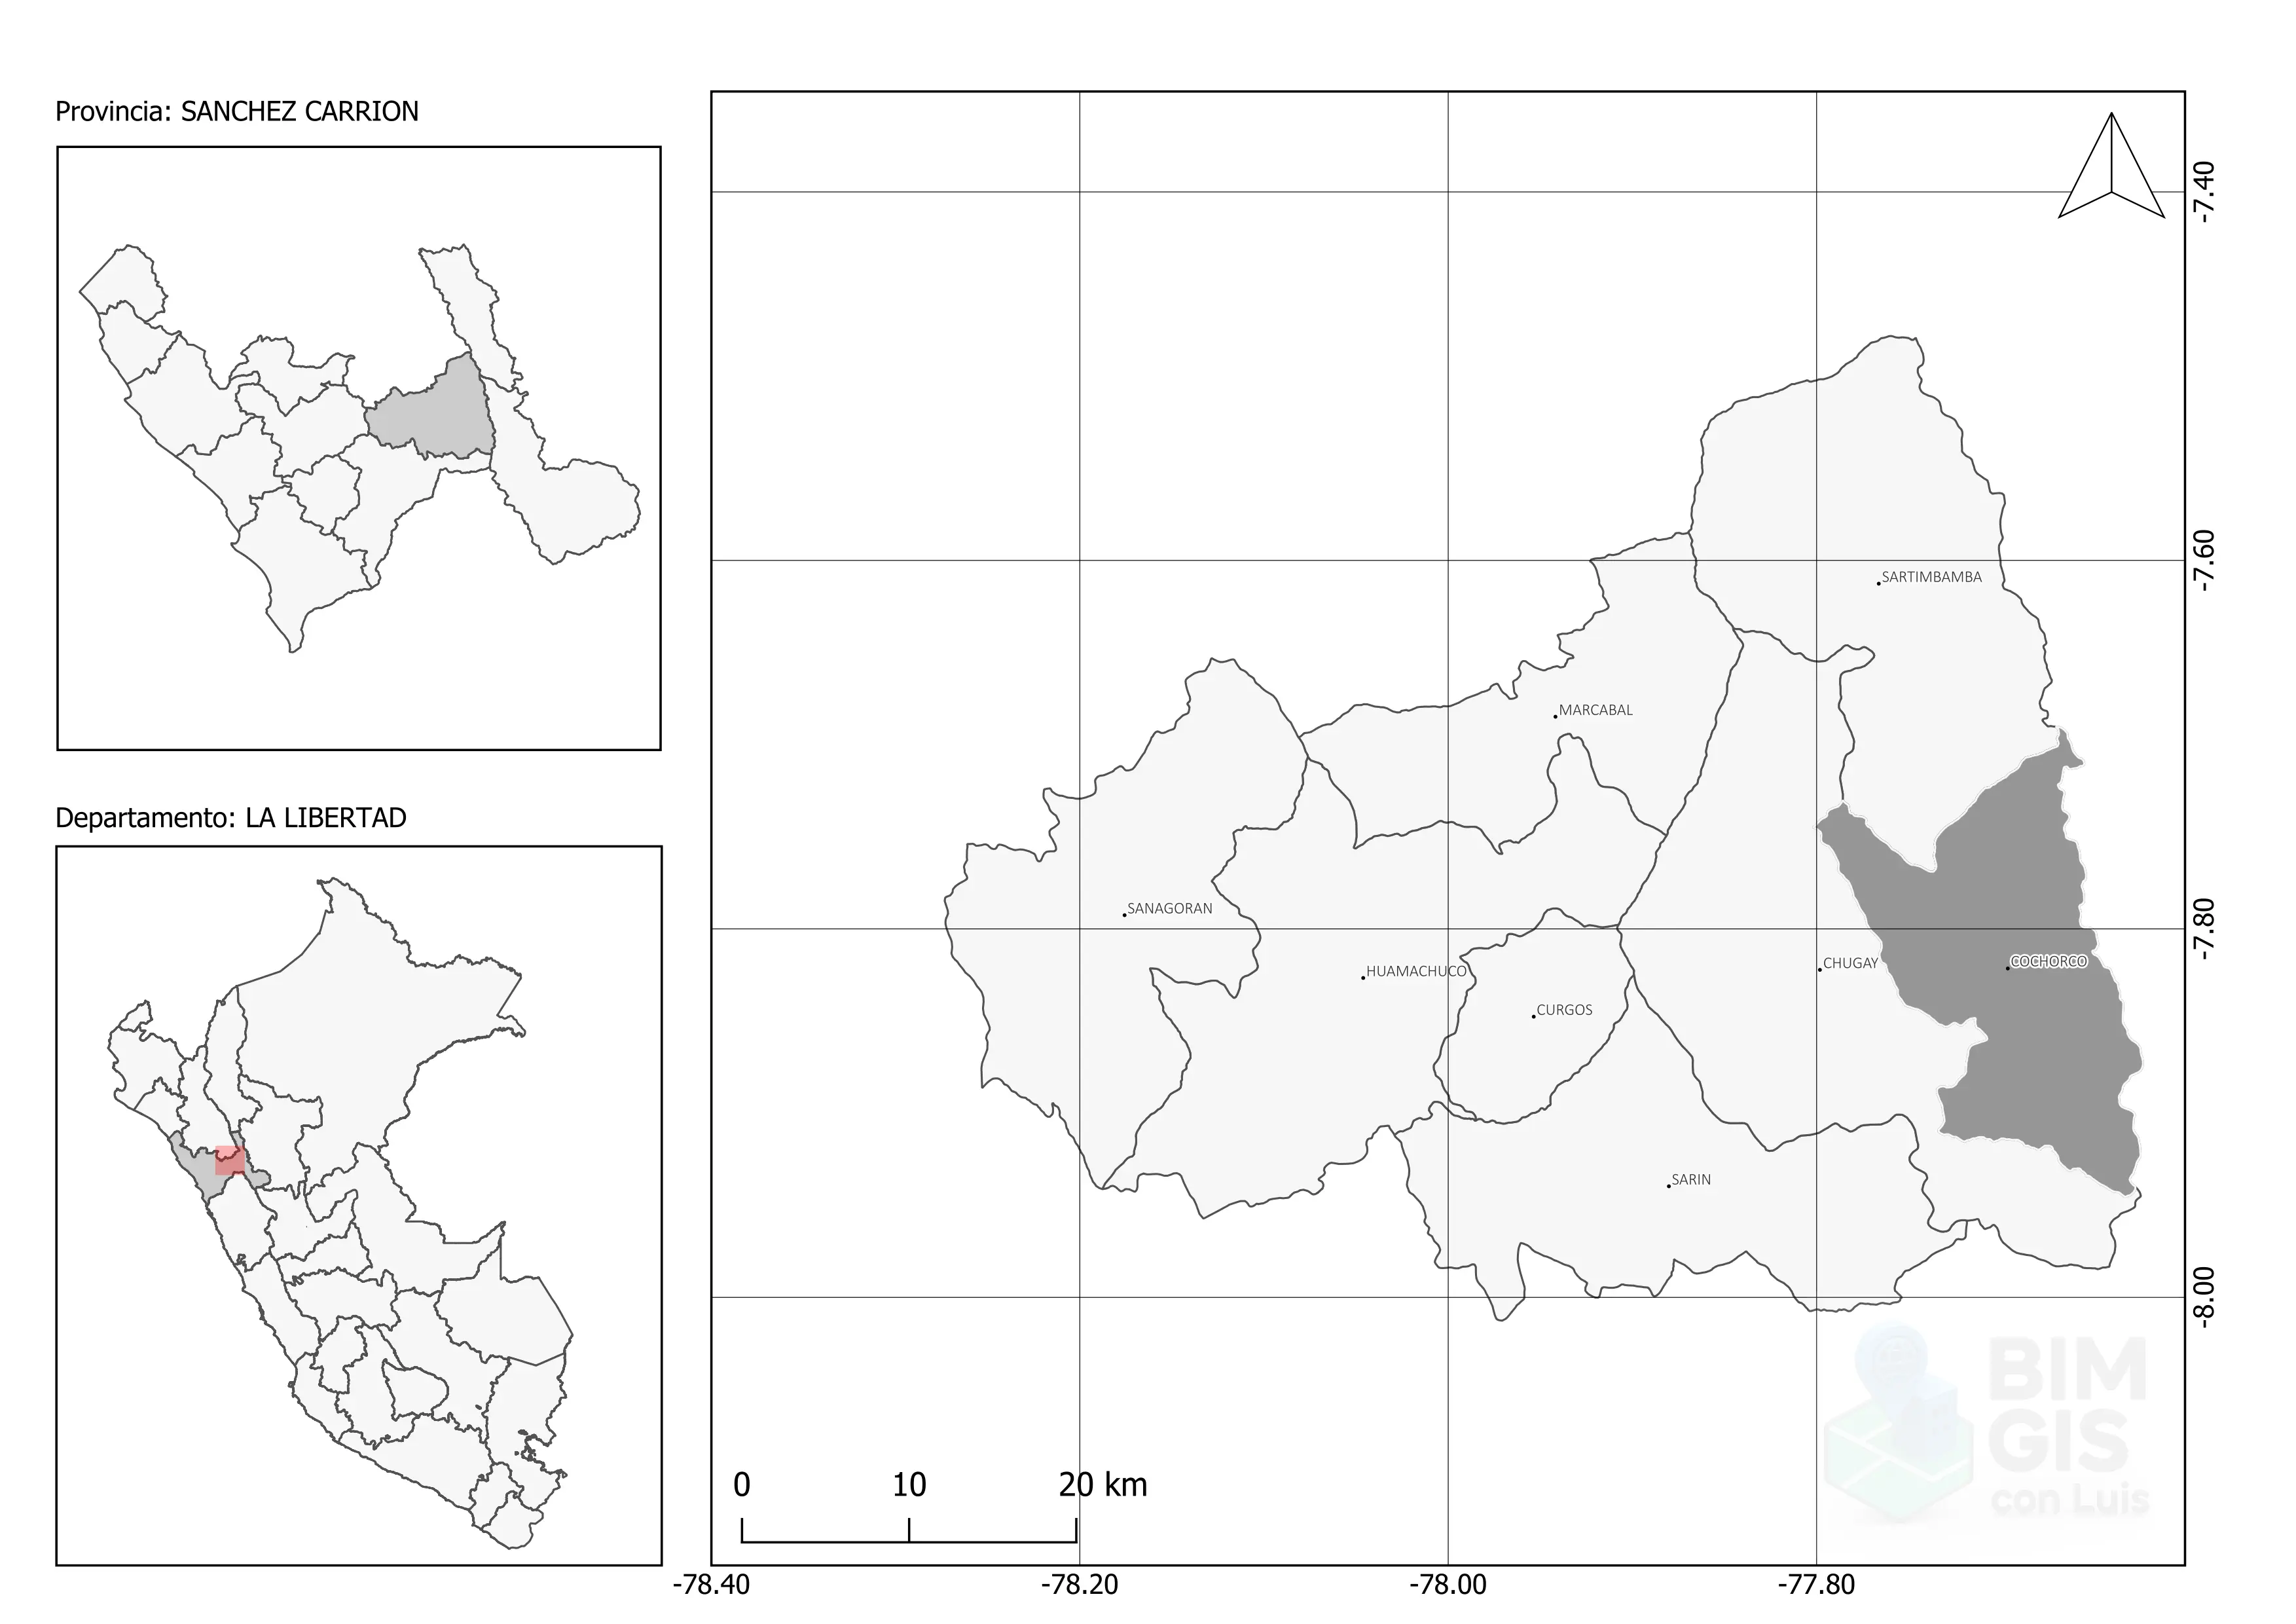 Provincia: SANCHEZ CARRION
Departamento: LA LIBERTAD
-7.40
-7.60
SARTIMBAMBA
MARCABAL
SANAGORAN
-7.80
HUAMACHUCO
CHUGAY
COCHORCO
CURGOS
SARIN
-8.00
BIM
GIS
con Luis
0 10 20 km
-78.40 -78.20 -78.00 -77.80